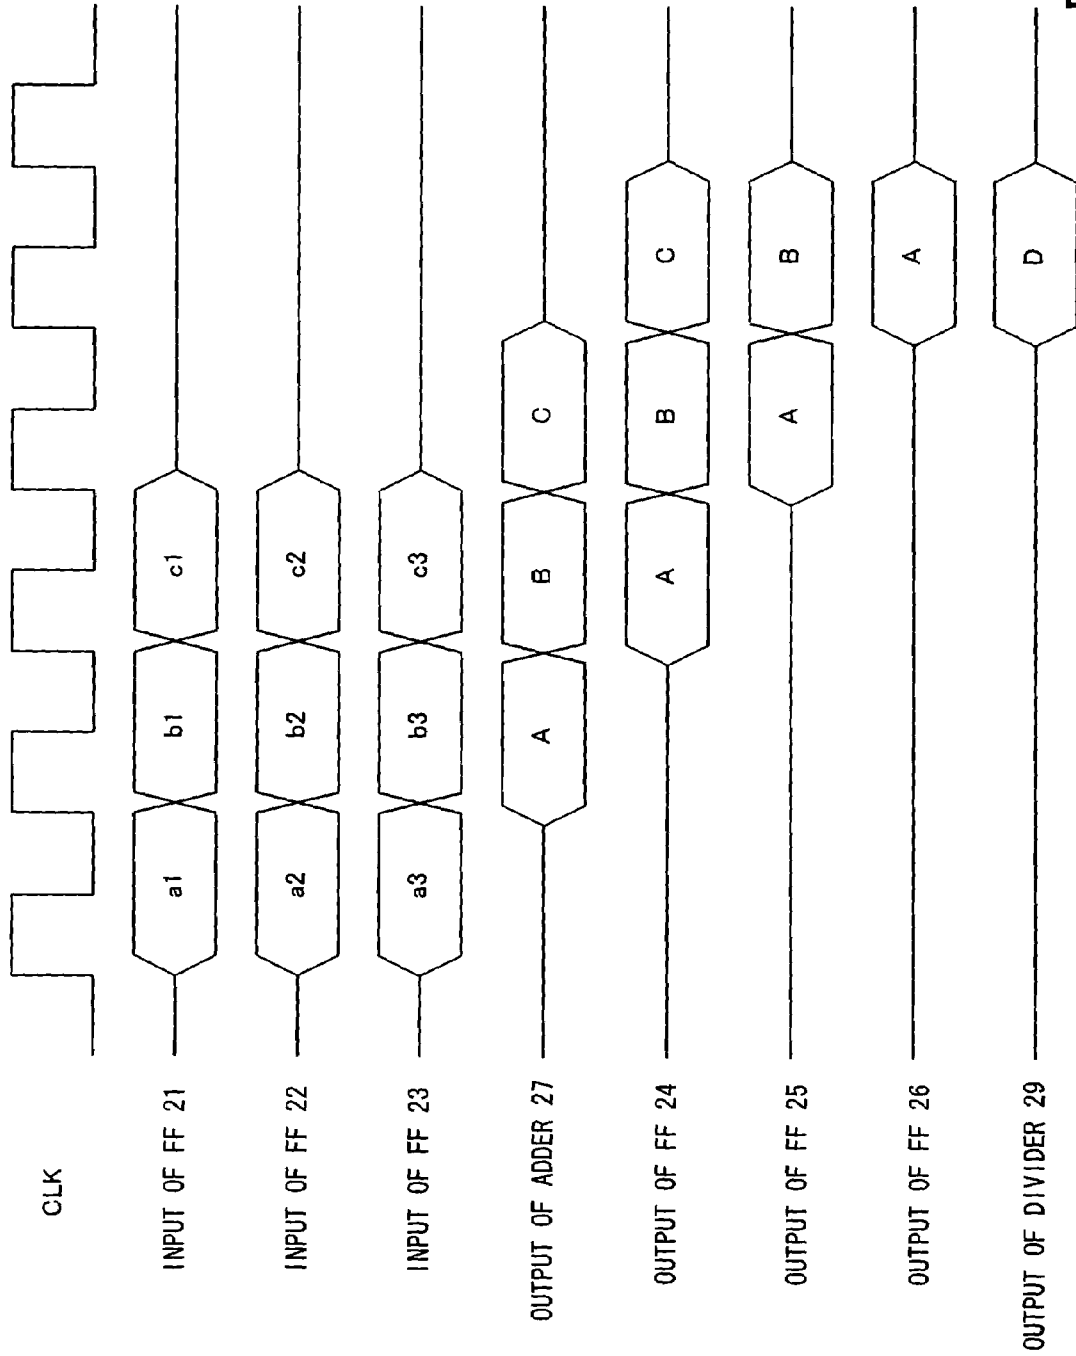 CLK
INPUT OF FF 21
a1 b1 c1
INPUT OF FF 22
a2 b2 c2
INPUT OF FF 23
a3 b3 c3
OUTPUT OF ADDER 27
A B C
OUTPUT OF FF 24
A B C
OUTPUT OF FF 25
A B
OUTPUT OF FF 26
A
OUTPUT OF DIVIDER 29
D